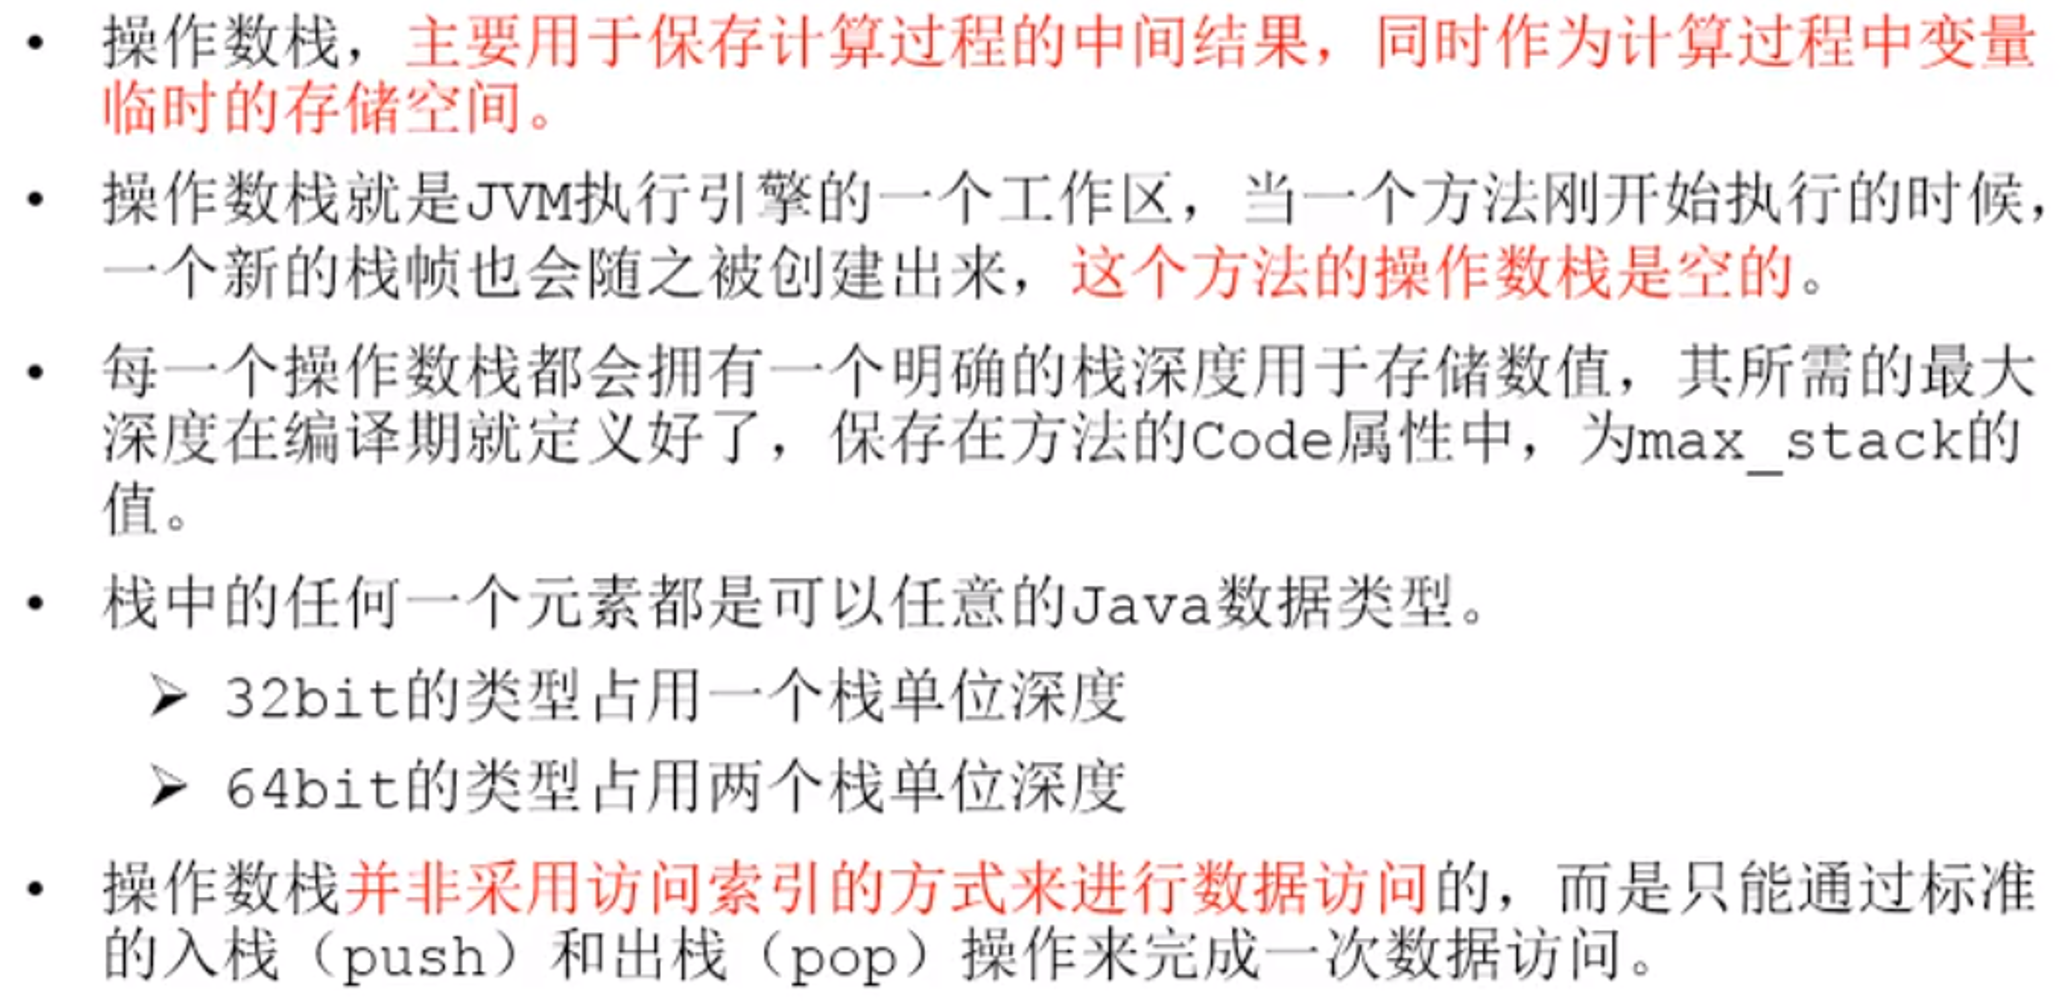 • 操作数栈，主要用于保存计算过程的中间结果，同时作为计算过程中变量
临时的存储空间。
• 操作数栈就是JVM执行引擎的一个工作区，当一个方法刚开始执行的时候，
一个新的栈帧也会随之被创建出来，这个方法的操作数栈是空的。
• 每一个操作数栈都会拥有一个明确的栈深度用于存储数值，其所需的最大
深度在编译期就定义好了，保存在方法的Code属性中，为max_stack的
值。
• 栈中的任何一个元素都是可以任意的Java数据类型。
➢ 32bit的类型占用一个栈单位深度
➢ 64bit的类型占用两个栈单位深度
• 操作数栈并非采用访问索引的方式来进行数据访问的，而是只能通过标准
的入栈（push）和出栈（pop）操作来完成一次数据访问。